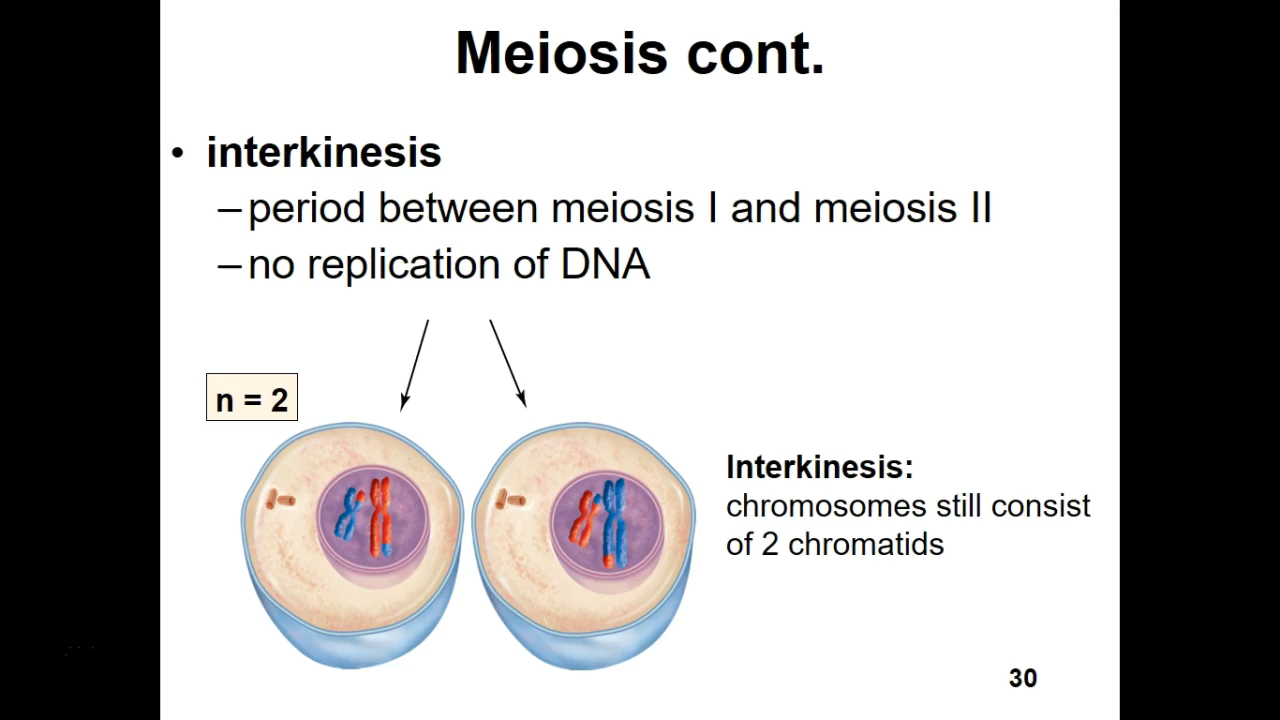 Meiosis cont.
• interkinesis
–period between meiosis I and meiosis II
–no replication of DNA
n = 2
Interkinesis:
chromosomes still consist
of 2 chromatids
30